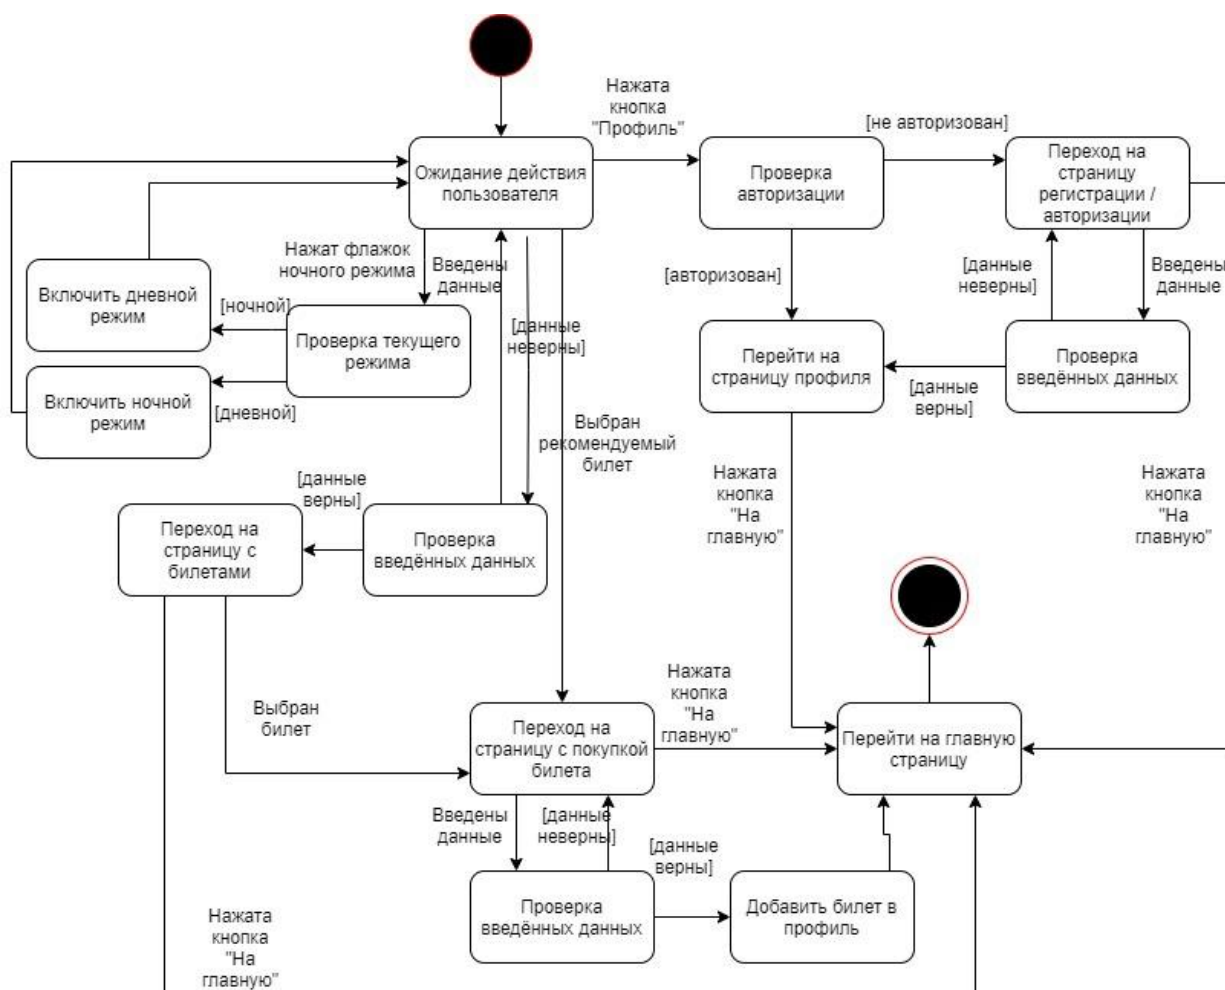 Нажата
кнопка
"Профиль"
[не авторизован]
Ожидание действия
пользователя
Проверка
авторизации
Переход на
страницу
регистрации /
авторизации
Нажат флажок
ночного режима
Введены
данные
[авторизован]
[данные
неверны]
Введены
данные
Включить дневной
режим
[ночной]
Проверка текущего
режима
[данные
неверны]
Перейти на
страницу профиля
Проверка
введённых данных
[данные
верны]
Включить ночной
режим
[дневной]
Выбран
рекомендуемый
билет
[данные
верны]
Нажата
кнопка
"На
главную"
Нажата
кнопка
"На
главную"
Переход на
страницу с
билетами
Проверка
введённых данных
Выбран
билет
Нажата
кнопка
"На
главную"
Переход на
страницу с покупкой
билета
Перейти на главную
страницу
Введены
данные
[данные
неверны]
[данные
верны]
Проверка
введённых данных
Добавить билет в
профиль
Нажата
кнопка
"На
главную"